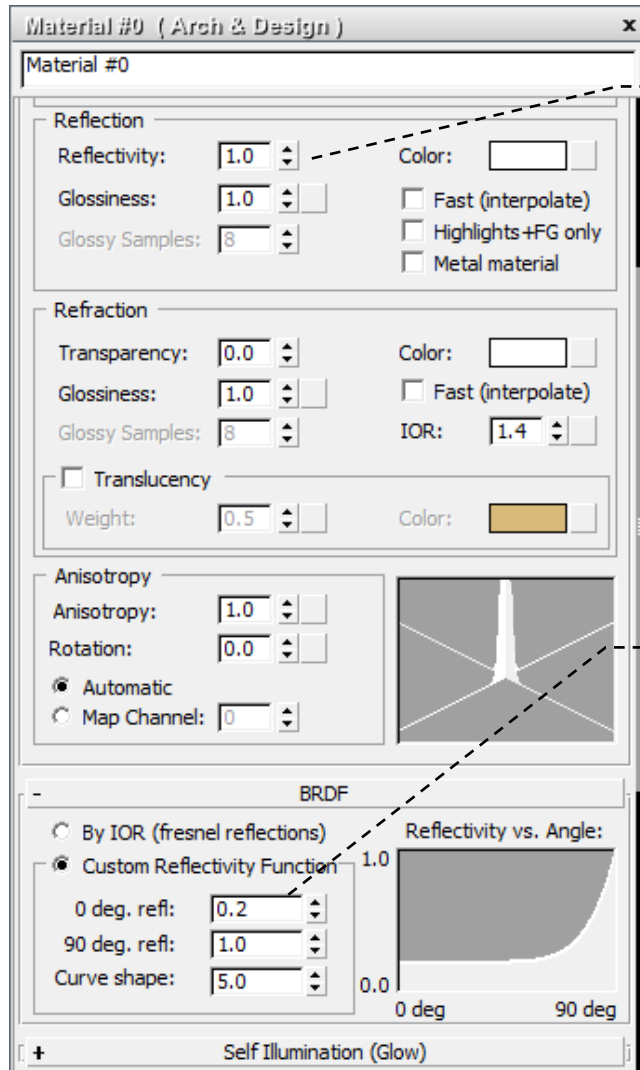 Material #0 ( Arch & Design ) x
Material #0
Reflection
Reflectivity: 1.0 Color:
Glossiness: 1.0 Fast (interpolate)
Glossy Samples: 8 Highlights+FG only
Metal material
Refraction
Transparency: 0.0 Color:
Glossiness: 1.0 Fast (interpolate)
Glossy Samples: 8 IOR: 1.4
Translucency
Weight: 0.5 Color:
Anisotropy
Anisotropy: 1.0
Rotation: 0.0
Automatic
Map Channel: 0
- BRDF
By IOR (fresnel reflections) Reflectivity vs. Angle:
Custom Reflectivity Function 1.0
0 deg. refl: 0.2
90 deg. refl: 1.0
Curve shape: 5.0 0.0
0 deg 90 deg
+ Self Illumination (Glow)